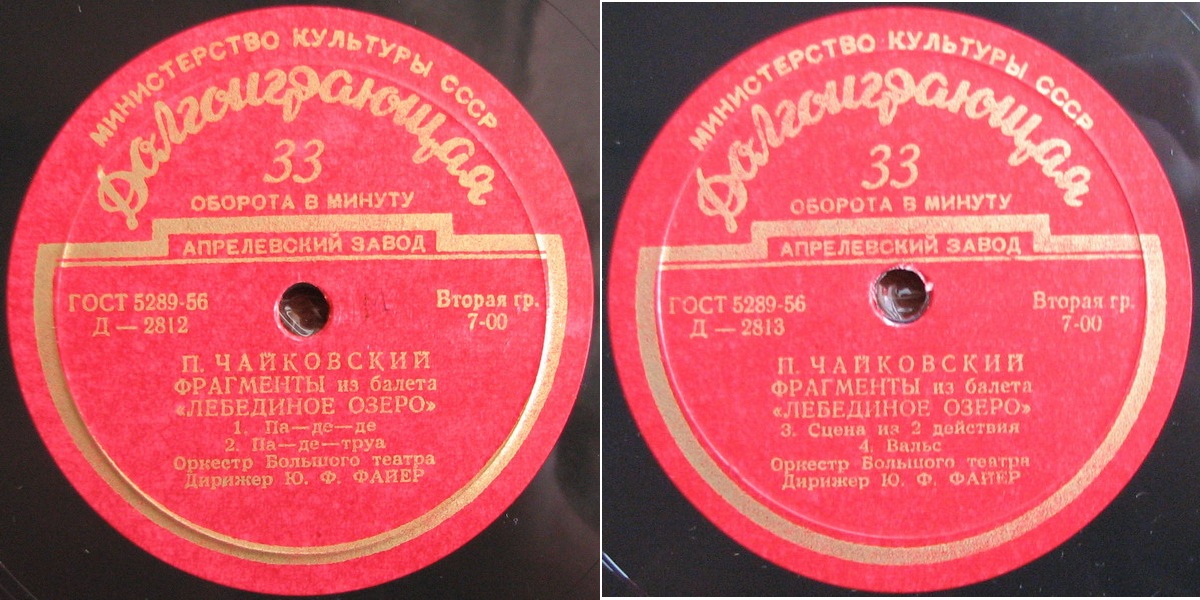 МИНИСТЕРСТВО КУЛЬТУРЫ СССР
Долгоиграющая
33
ОБОРОТА В МИНУТУ
АПРЕЛЕВСКИЙ ЗАВОД
ГОСТ 5289-56
Д — 2812
Вторая гр.
7-00
П. ЧАЙКОВСКИЙ
ФРАГМЕНТЫ из балета
«ЛЕБЕДИНОЕ ОЗЕРО»
1. Па—де—де
2. Па—де—труа
Оркестр Большого театра
Дирижер Ю. Ф. ФАЙЕР
МИНИСТЕРСТВО КУЛЬТУРЫ СССР
Долгоиграющая
33
ОБОРОТА В МИНУТУ
АПРЕЛЕВСКИЙ ЗАВОД
ГОСТ 5289-56
Д — 2813
Вторая гр.
7-00
П. ЧАЙКОВСКИЙ
ФРАГМЕНТЫ из балета
«ЛЕБЕДИНОЕ ОЗЕРО»
3. Сцена из 2 действия
4. Вальс
Оркестр Большого театра
Дирижер Ю. Ф. ФАЙЕР